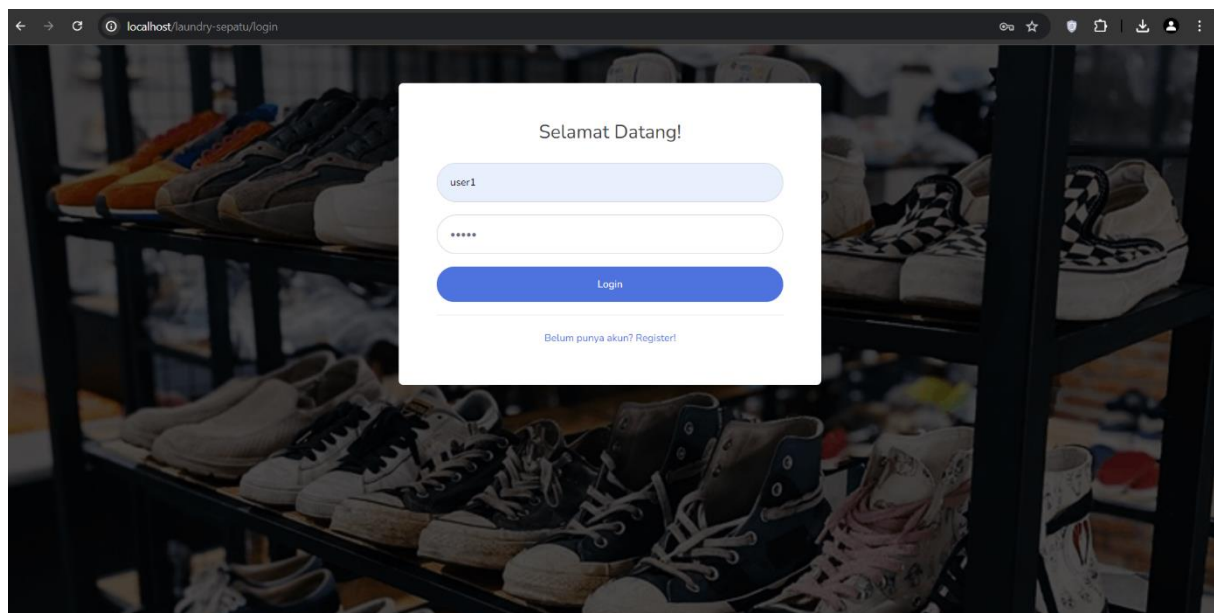 localhost/laundry-sepatu/login
Selamat Datang!
user1
•••••
Login
Belum punya akun? Register!